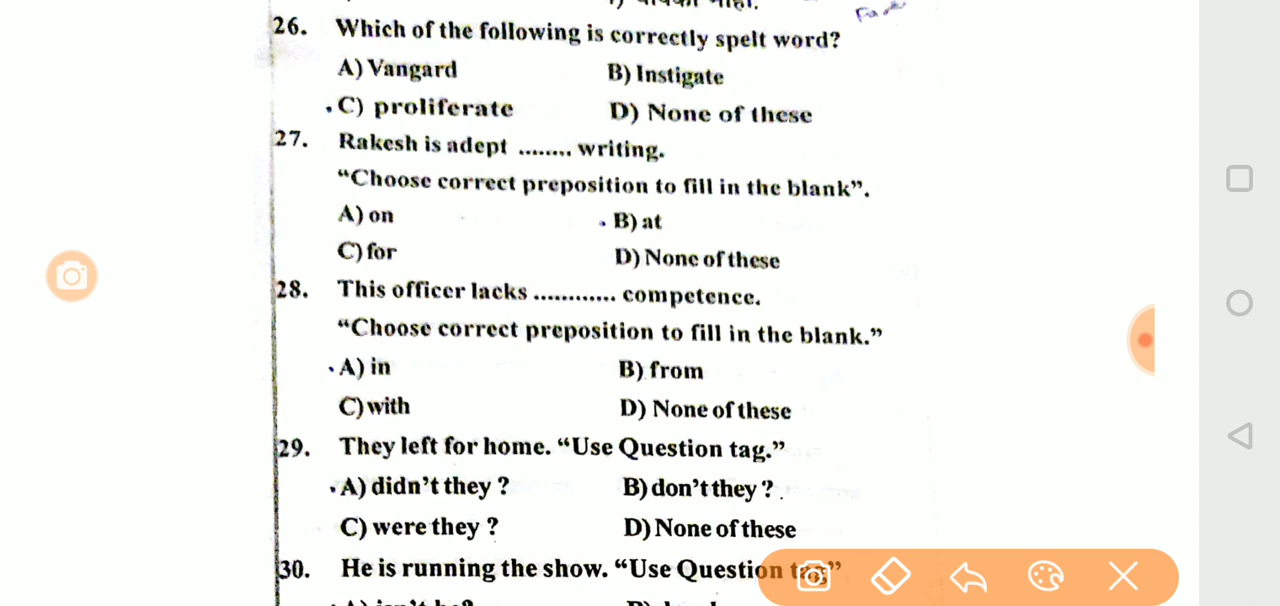 26. Which of the following is correctly spelt word?
A) Vangard B) Instigate
C) proliferate D) None of these
27. Rakesh is adept ........ writing.
“Choose correct preposition to fill in the blank”.
A) on B) at
C) for D) None of these
28. This officer lacks ............ competence.
“Choose correct preposition to fill in the blank.”
A) in B) from
C) with D) None of these
29. They left for home. “Use Question tag.”
A) didn’t they ? B) don’t they ? .
C) were they ? D) None of these
30. He is running the show. “Use Question tag”